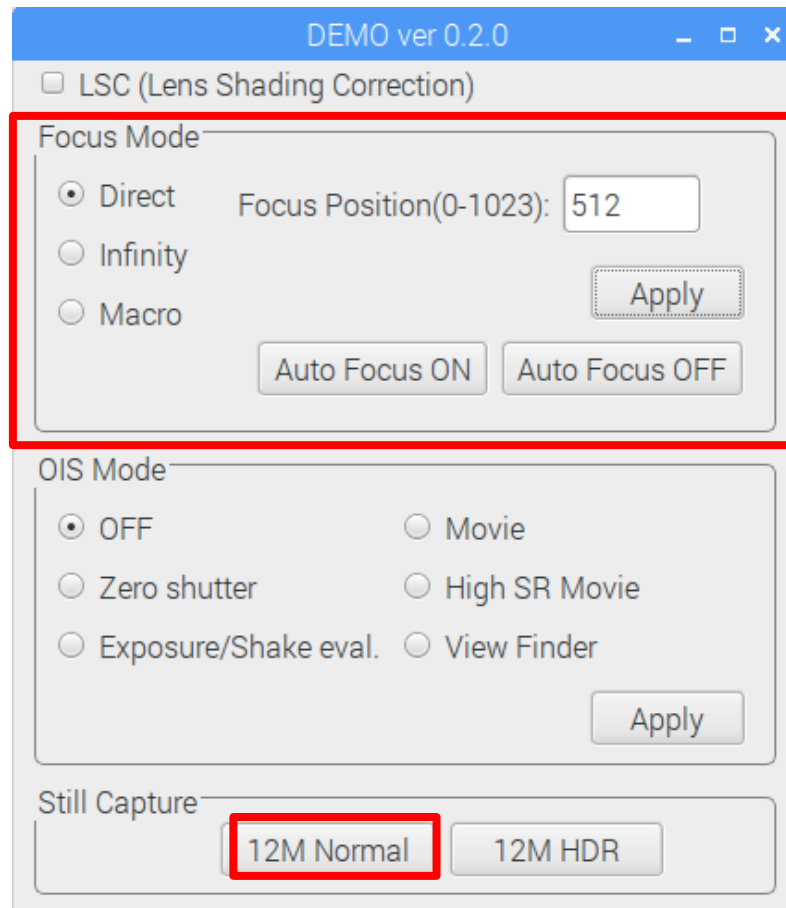 DEMO ver 0.2.0
LSC (Lens Shading Correction)
Focus Mode
Direct
Focus Position(0-1023): 512
Infinity
Macro
Apply
Auto Focus ON Auto Focus OFF
OIS Mode
OFF Movie
Zero shutter High SR Movie
Exposure/Shake eval. View Finder
Apply
Still Capture
12M Normal 12M HDR